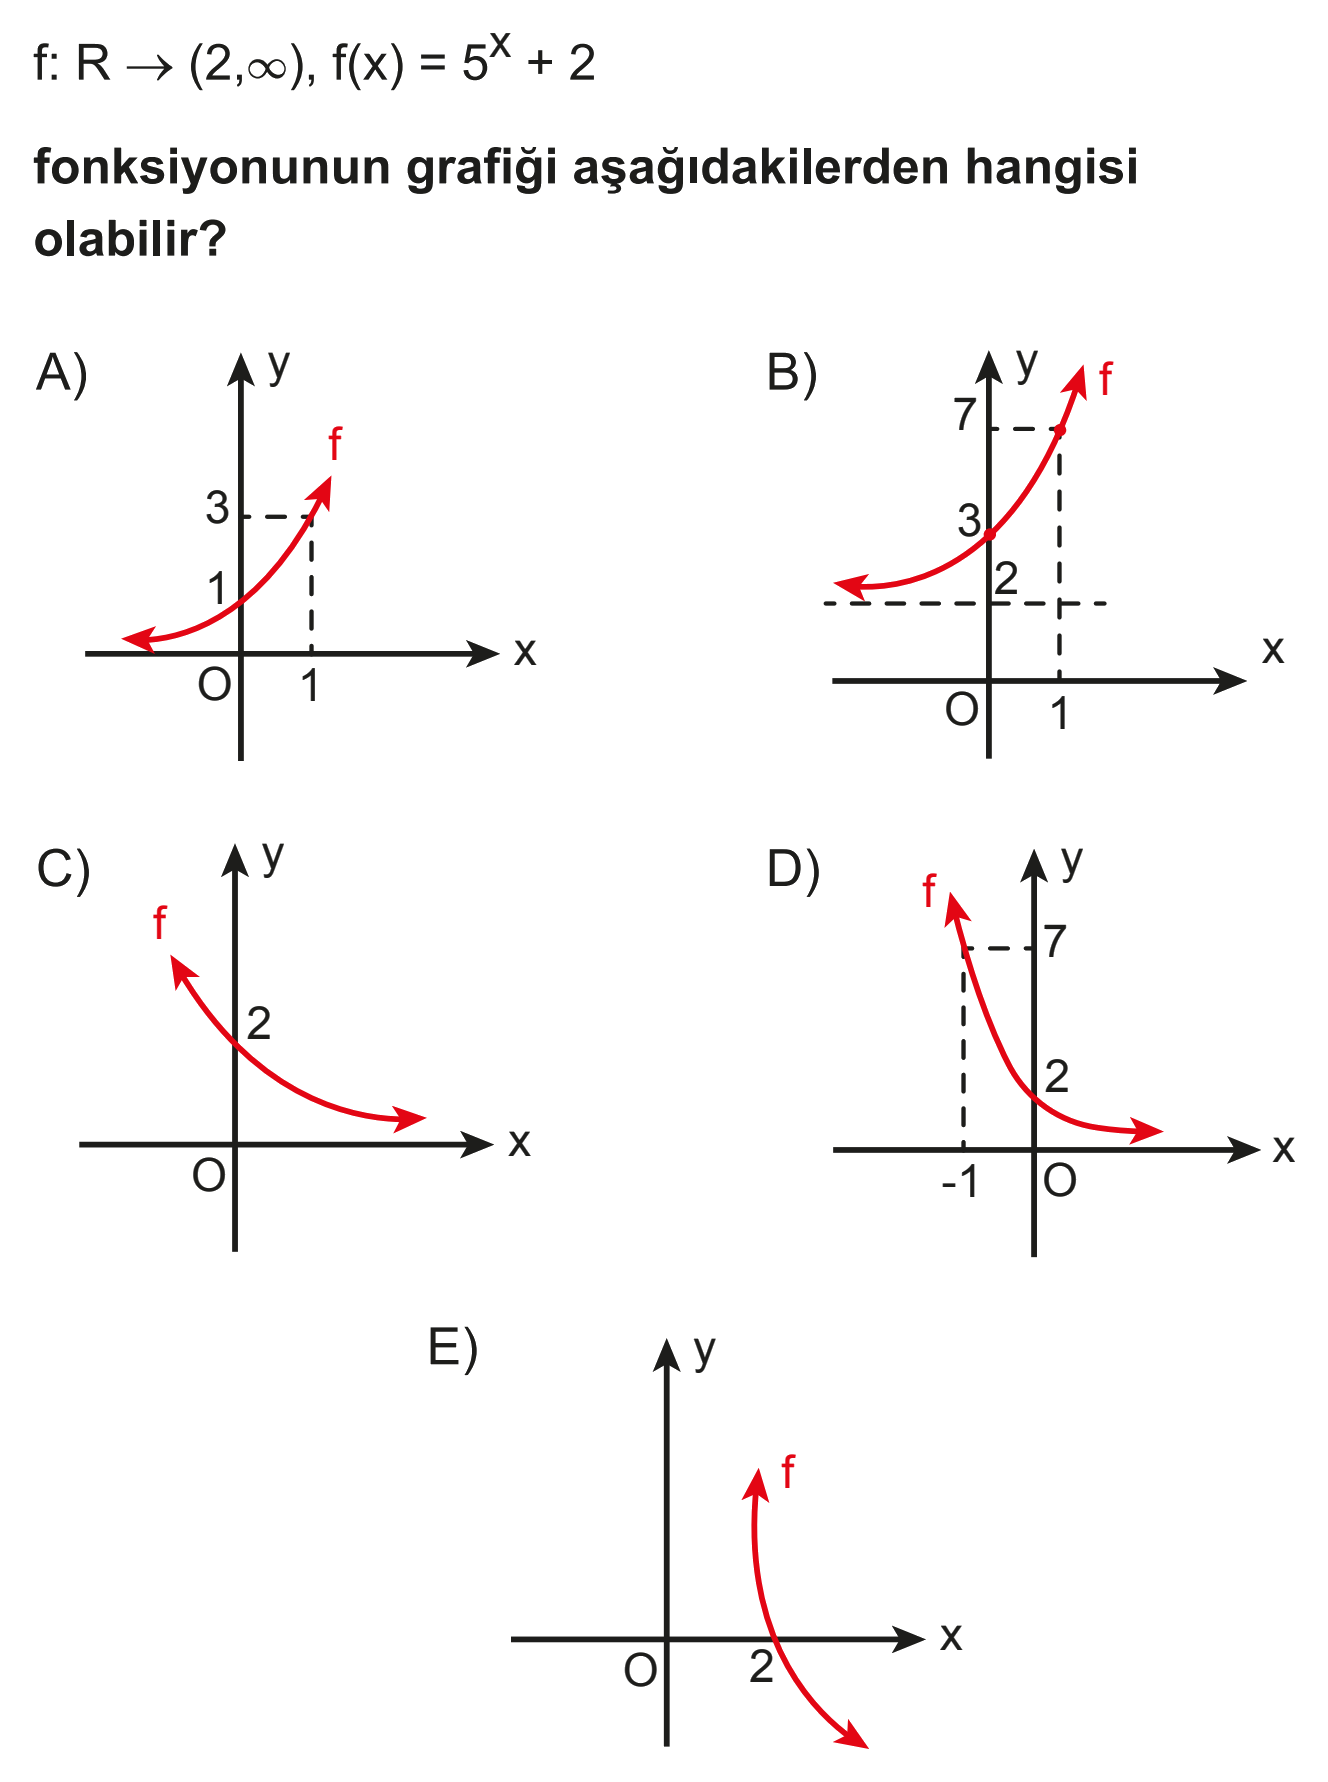 f: R → (2,∞), f(x) = 5^x + 2
fonksiyonunun grafiği aşağıdakilerden hangisi
olabilir?
A)
y
f
3
1
O
1
x
B)
y
f
7
3
2
x
O
1
C)
y
f
2
x
O
D)
y
f
7
2
x
-1
O
E)
y
f
x
O
2